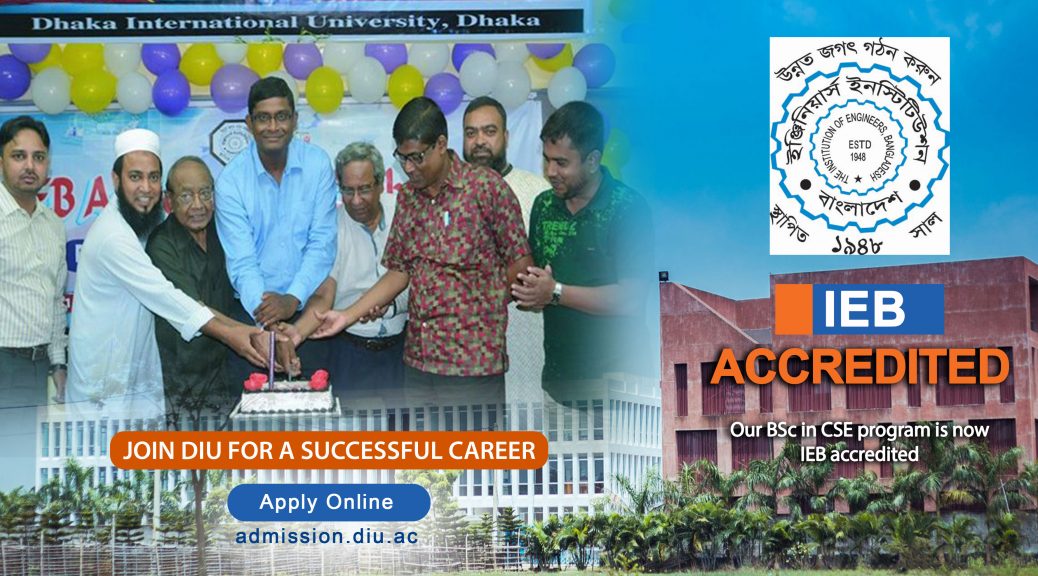 Dhaka International University, Dhaka
উন্নত জগৎ গঠন করুন
ইঞ্জিনিয়ার্স ইনস্টিটিউশন
THE INSTITUTION OF ENGINEERS, BANGLADESH
ESTD
1948
বাংলাদেশ
স্থাপিত ১৯৪৮ সাল
IEB
ACCREDITED
Our BSc in CSE program is now
IEB accredited
JOIN DIU FOR A SUCCESSFUL CAREER
Apply Online
admission.diu.ac